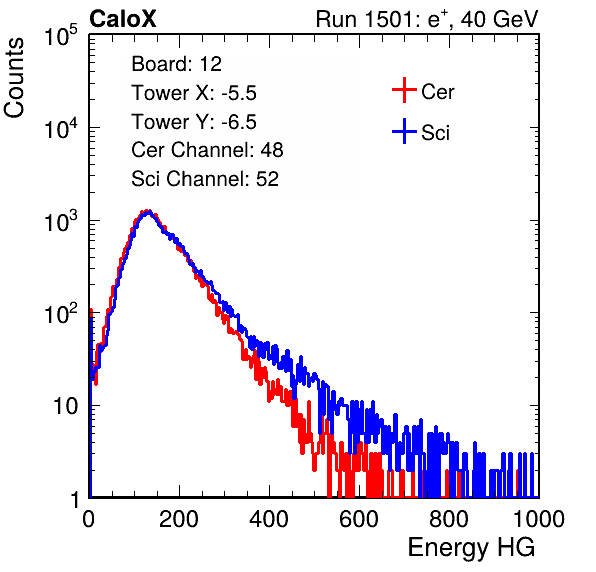 CaloX Run 1501: e⁺, 40 GeV
Counts
10⁵
10⁴
10³
10²
10
1
Board: 12
Tower X: -5.5
Tower Y: -6.5
Cer Channel: 48
Sci Channel: 52
Cer
Sci
0 200 400 600 800 1000
Energy HG